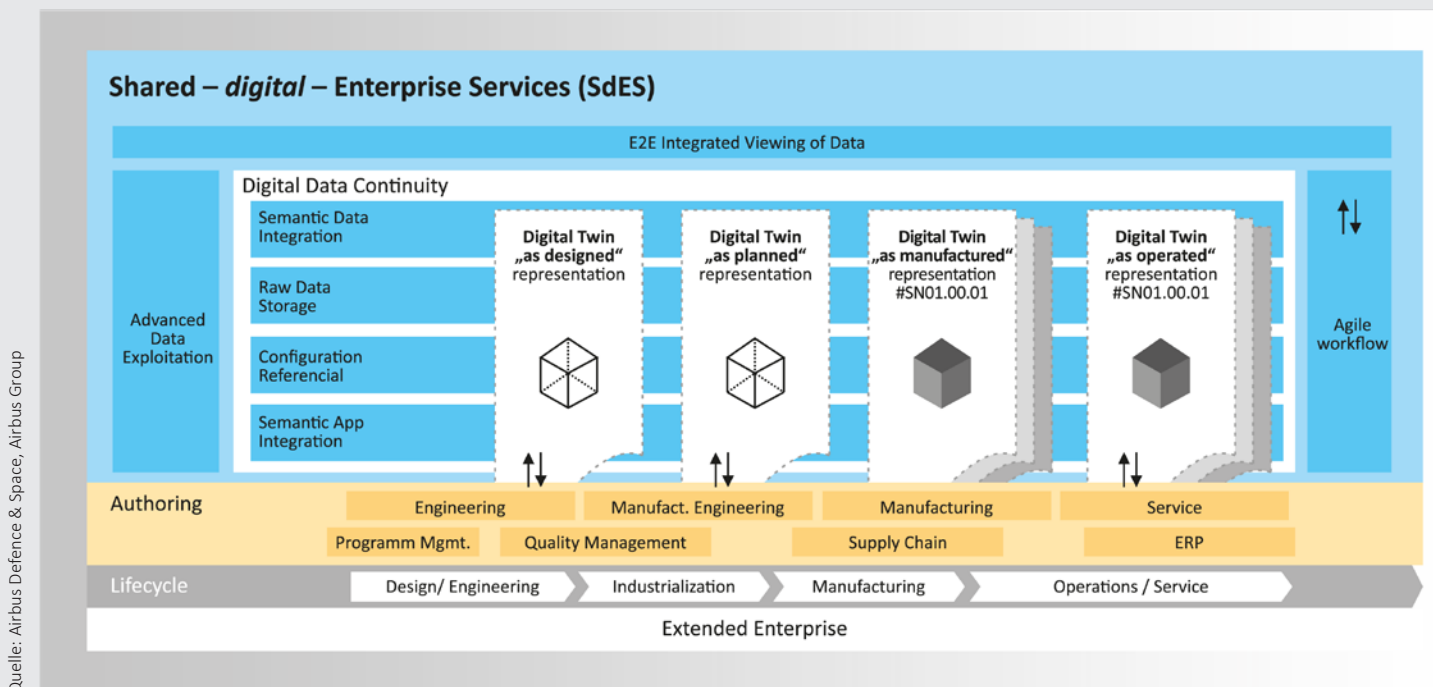 Shared – digital – Enterprise Services (SdES)
E2E Integrated Viewing of Data
Advanced
Data
Exploitation
Digital Data Continuity
Semantic Data
Integration
Raw Data
Storage
Configuration
Referencial
Semantic App
Integration
Digital Twin
„as designed“
representation
Digital Twin
„as planned“
representation
Digital Twin
„as manufactured“
representation
#SN01.00.01
Digital Twin
„as operated“
representation
#SN01.00.01
Agile
workflow
Authoring
Engineering
Manufact. Engineering
Manufacturing
Service
Programm Mgmt.
Quality Management
Supply Chain
ERP
Lifecycle
Design/ Engineering
Industrialization
Manufacturing
Operations / Service
Extended Enterprise
Quelle: Airbus Defence & Space, Airbus Group